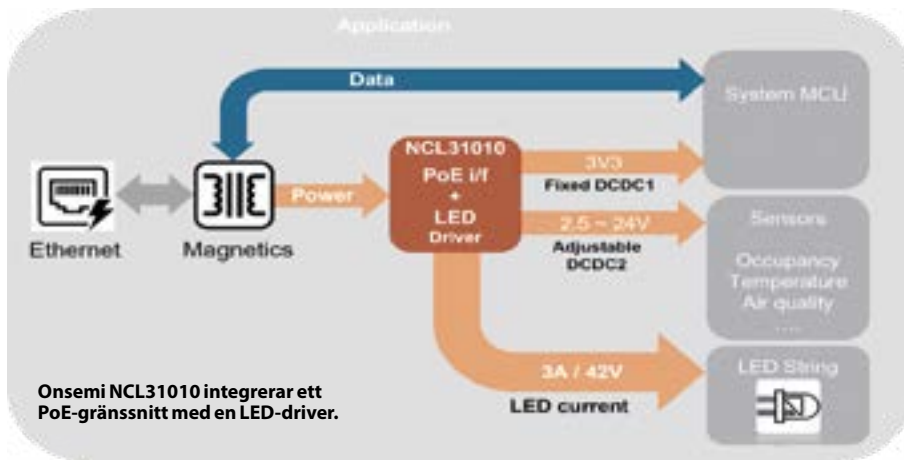 Application
Data
System MCU
NCL31010
PoE i/f
+
LED
Driver
3V3
Fixed DCDC1
Power
Ethernet
Magnetics
2.5 ~ 24V
Adjustable
DCDC2
Sensors
Occupancy
Temperature
Air quality
....
3A / 42V
LED current
LED String
Onsemi NCL31010 integrerar ett
PoE-gränssnitt med en LED-driver.